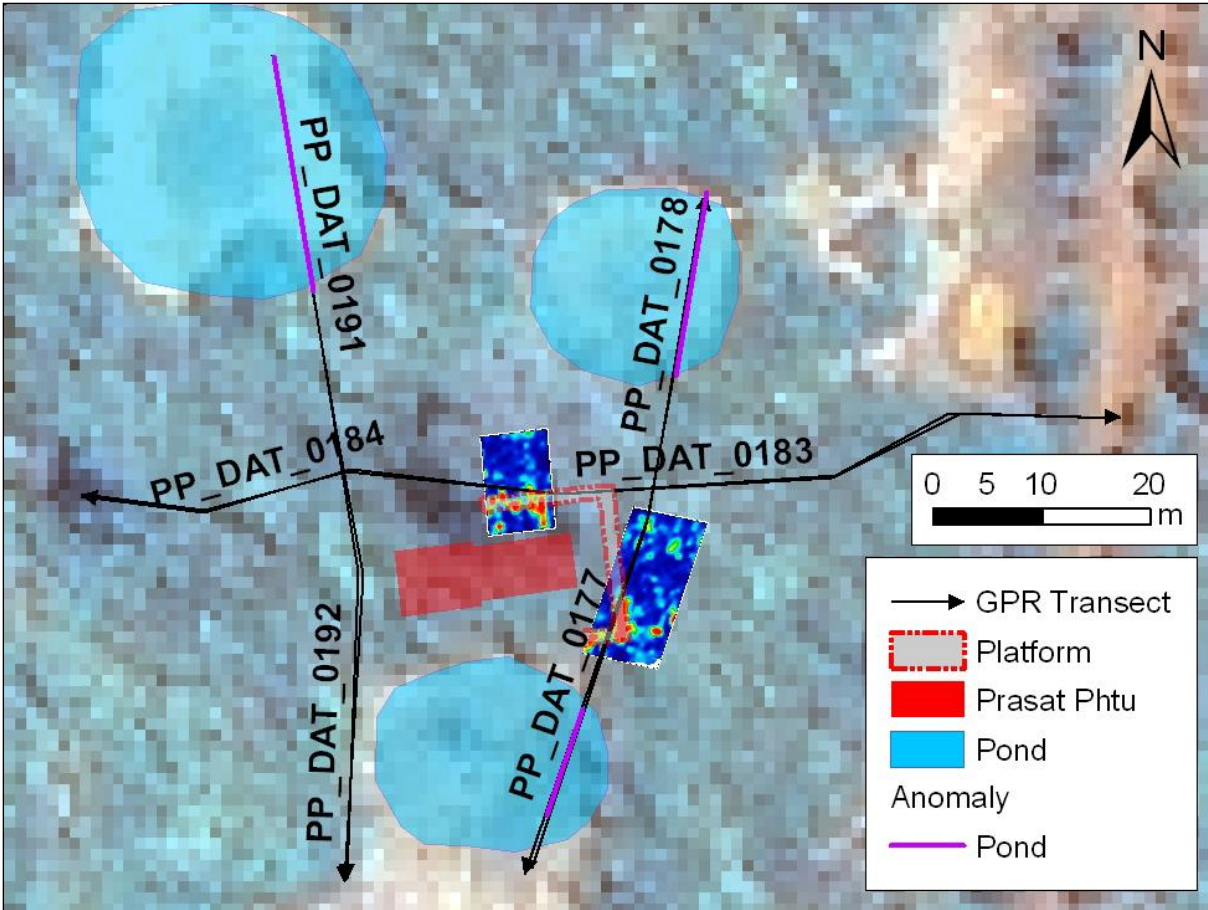 N
PP_DAT_0191
PP_DAT_0178
PP_DAT_0184
PP_DAT_0183
0 5 10 20
m
PP_DAT_0177
PP_DAT_0192
GPR Transect
Platform
Prasat Phtu
Pond
Anomaly
Pond